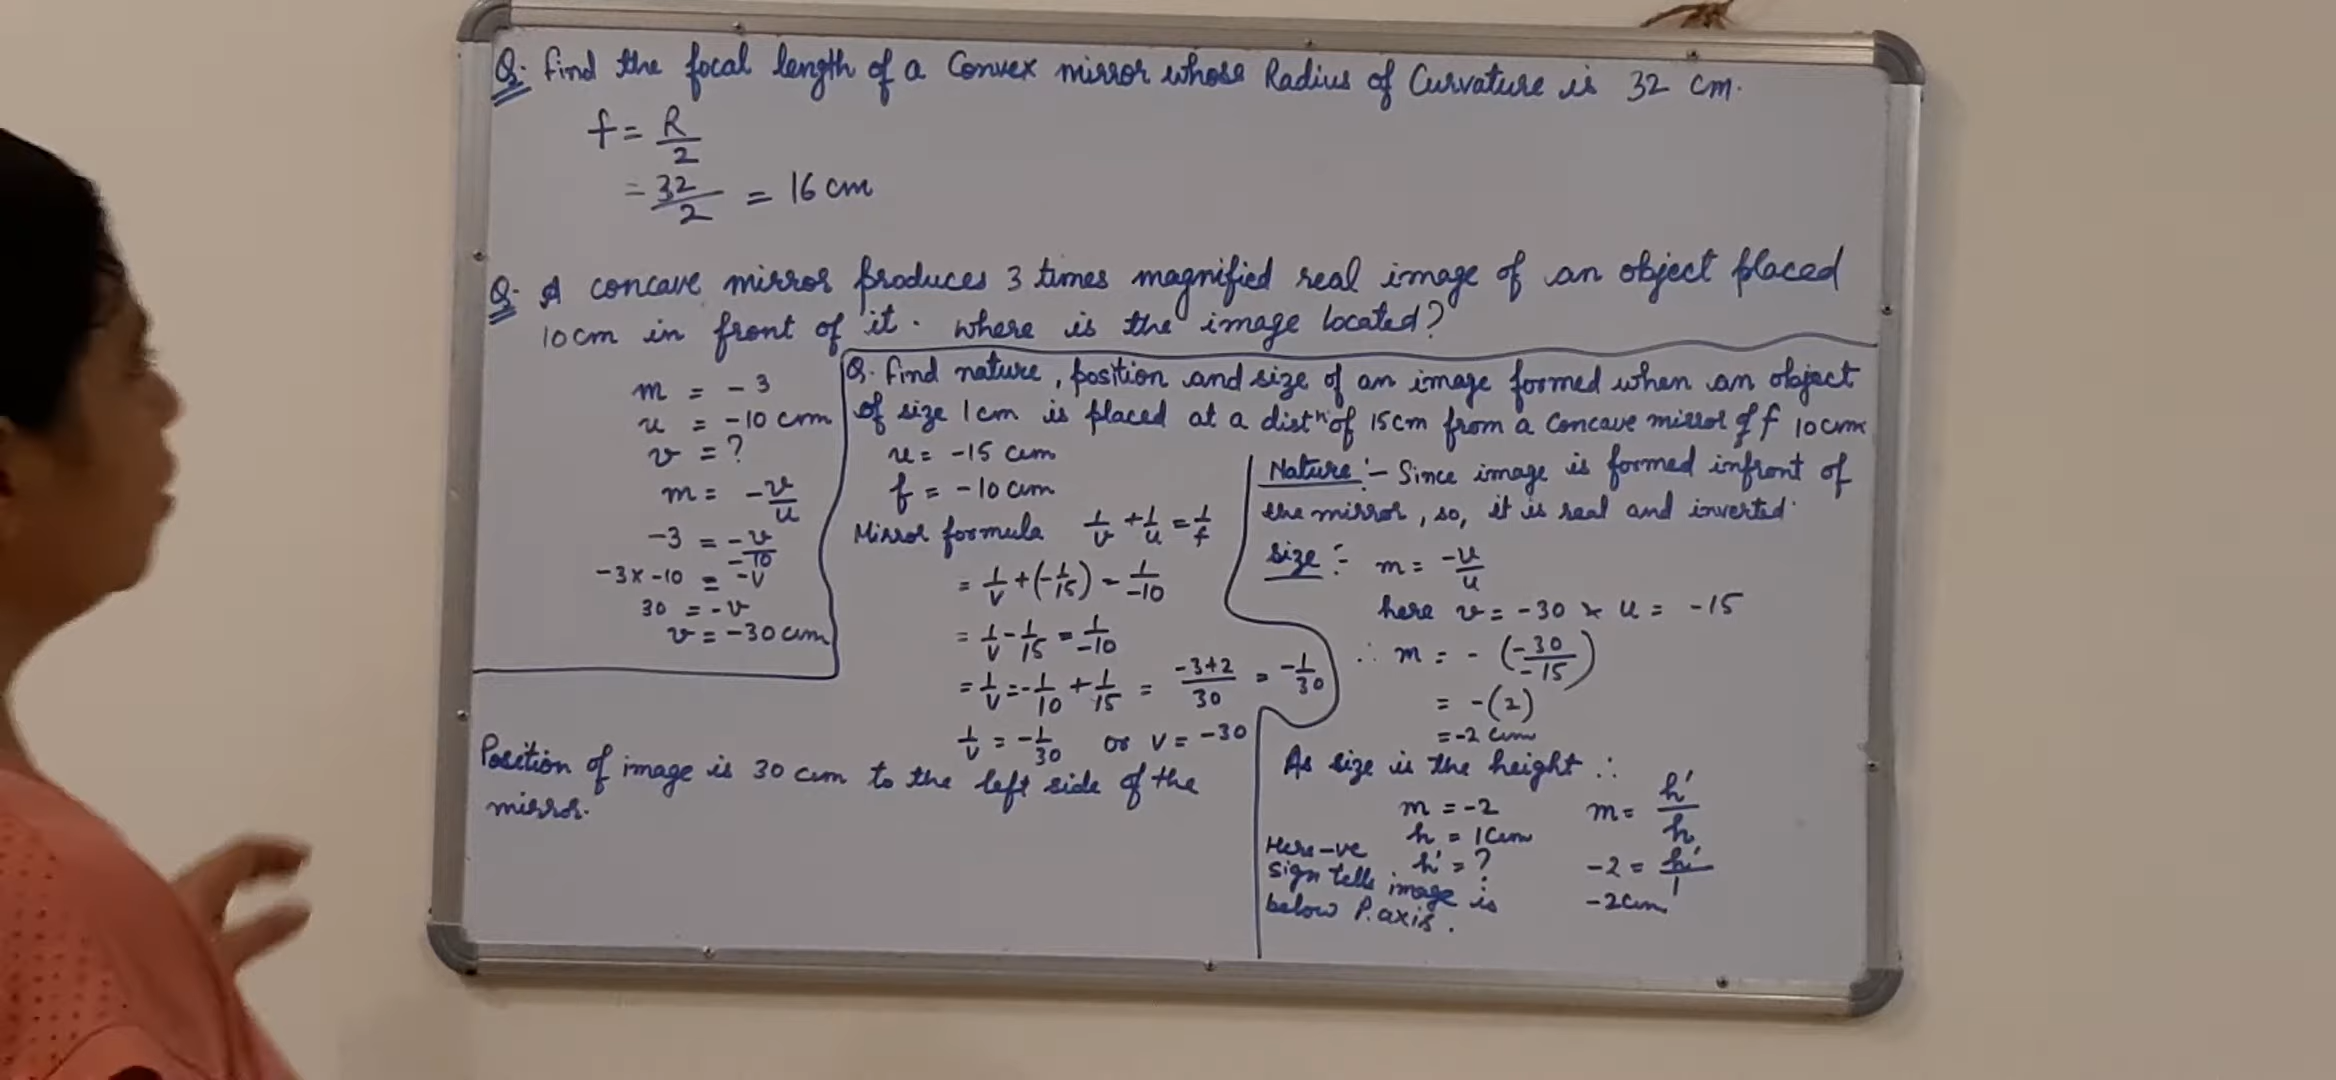 Q. Find the focal length of a Convex mirror whose Radius of Curvature is 32 cm.
f = R/2
= 32/2 = 16 cm
Q. A concave mirror produces 3 times magnified real image of an object placed
10cm in front of it. where is the image located?
m = -3
u = -10 cm
v = ?
m = -v/u
-3 = -v/-10
-3 x -10 = -v
30 = -v
v = -30 cm
Q. Find nature, position and size of an image formed when an object
of size 1cm is placed at a distⁿ of 15cm from a concave mirror of f 10cm
u = -15 cm
f = -10 cm
Mirror formula 1/v + 1/u = 1/f
= 1/v + (-1/15) = 1/-10
= 1/v - 1/15 = 1/-10
= 1/v = -1/10 + 1/15 = -3+2/30 = -1/30
1/v = -1/30 or v = -30
Position of image is 30 cm to the left side of the
mirror.
Nature :- Since image is formed infront of
the mirror, so, it is real and inverted.
size :- m = -v/u
here v = -30 & u = -15
∴ m = - (-30/-15)
= -(2)
= -2 cm
As size is the height ∴
m = -2
h = 1cm
h' = ?
m = h'/h
-2 = h'/1
-2cm
Here -ve
sign tells image is
below P.axis.